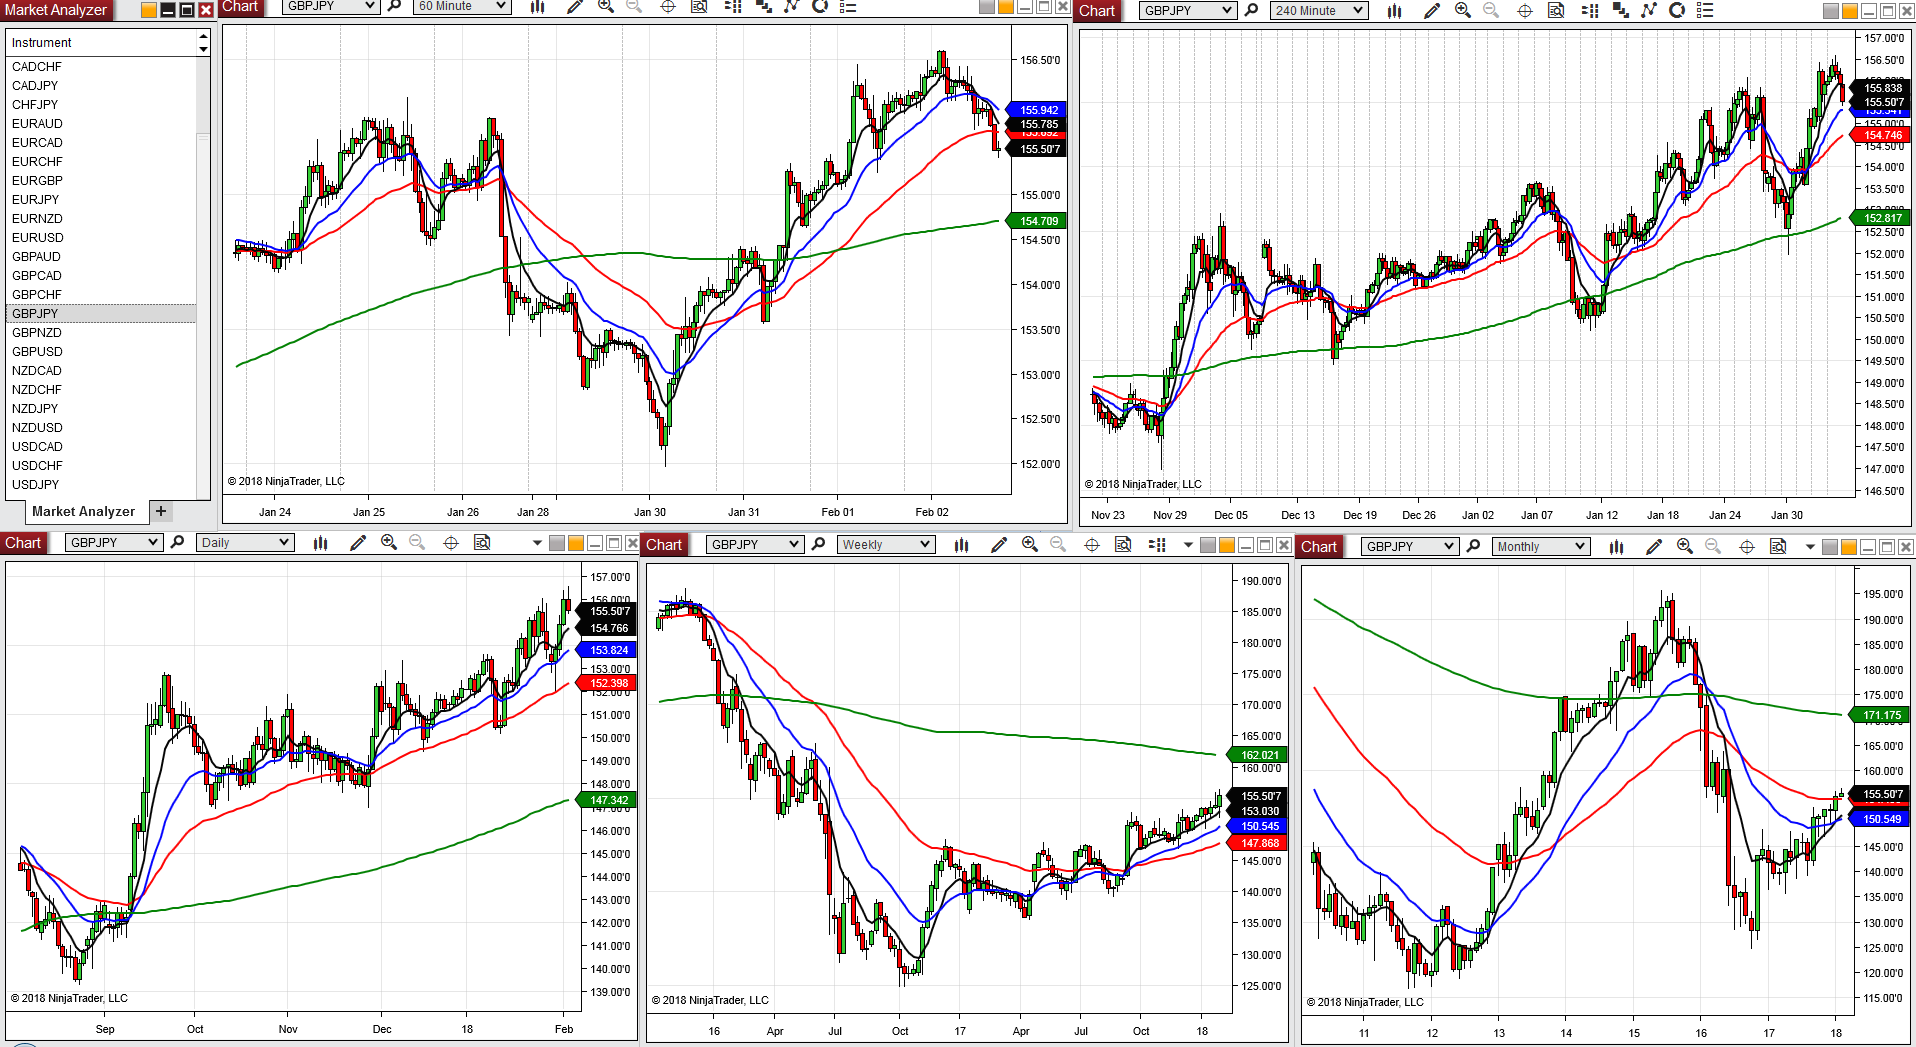 Market Analyzer
Instrument
CADCHF
CADJPY
CHFJPY
EURAUD
EURCAD
EURCHF
EURGBP
EURJPY
EURNZD
EURUSD
GBPAUD
GBPCAD
GBPCHF
GBPJPY
GBPNZD
GBPUSD
NZDCAD
NZDCHF
NZDJPY
NZDUSD
USDCAD
USDCHF
USDJPY
Market Analyzer +
Chart GBPJPY 60 Minute
156.50'0
155.942
155.785
155.50'7
155.00'0
154.709
154.50'0
154.00'0
153.50'0
153.00'0
152.50'0
152.00'0
© 2018 NinjaTrader, LLC
Jan 24 Jan 25 Jan 26 Jan 28 Jan 30 Jan 31 Feb 01 Feb 02
Chart GBPJPY 240 Minute
157.00'0
156.50'0
155.838
155.50'7
155.00'0
154.746
154.50'0
154.00'0
153.50'0
152.817
152.50'0
152.00'0
151.50'0
151.00'0
150.50'0
150.00'0
149.50'0
149.00'0
148.50'0
148.00'0
147.50'0
147.00'0
146.50'0
© 2018 NinjaTrader, LLC
Nov 23 Nov 29 Dec 05 Dec 13 Dec 19 Dec 26 Jan 02 Jan 07 Jan 12 Jan 18 Jan 24 Jan 30
Chart GBPJPY Daily
157.00'0
156.00'0
155.50'7
154.766
153.824
153.00'0
152.398
152.00'0
151.00'0
150.00'0
149.00'0
148.00'0
147.342
146.00'0
145.00'0
144.00'0
143.00'0
142.00'0
141.00'0
140.00'0
139.00'0
© 2018 NinjaTrader, LLC
Sep Oct Nov Dec 18 Feb
Chart GBPJPY Weekly
190.00'0
185.00'0
180.00'0
175.00'0
170.00'0
165.00'0
162.021
160.00'0
155.50'7
153.030
150.545
147.868
145.00'0
140.00'0
135.00'0
130.00'0
125.00'0
© 2018 NinjaTrader, LLC
16 Apr Jul Oct 17 Apr Jul Oct 18
Chart GBPJPY Monthly
195.00'0
190.00'0
185.00'0
180.00'0
175.00'0
171.175
165.00'0
160.00'0
155.50'7
150.549
145.00'0
140.00'0
135.00'0
130.00'0
125.00'0
120.00'0
115.00'0
© 2018 NinjaTrader, LLC
11 12 13 14 15 16 17 18